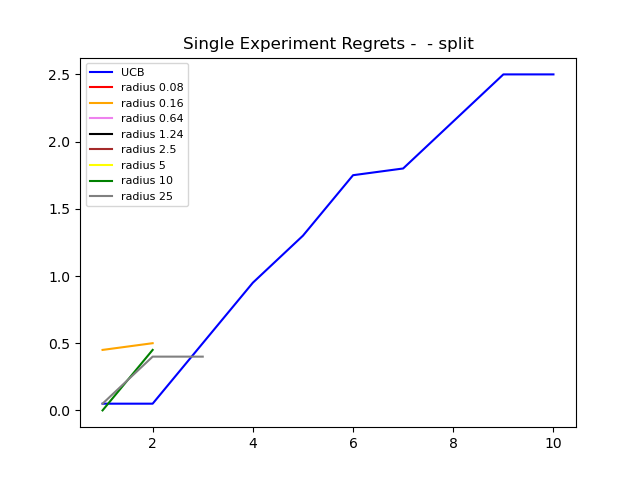 Single Experiment Regrets -  - split
UCB
radius 0.08
radius 0.16
radius 0.64
radius 1.24
radius 2.5
radius 5
radius 10
radius 25
2.5
2.0
1.5
1.0
0.5
0.0
2 4 6 8 10